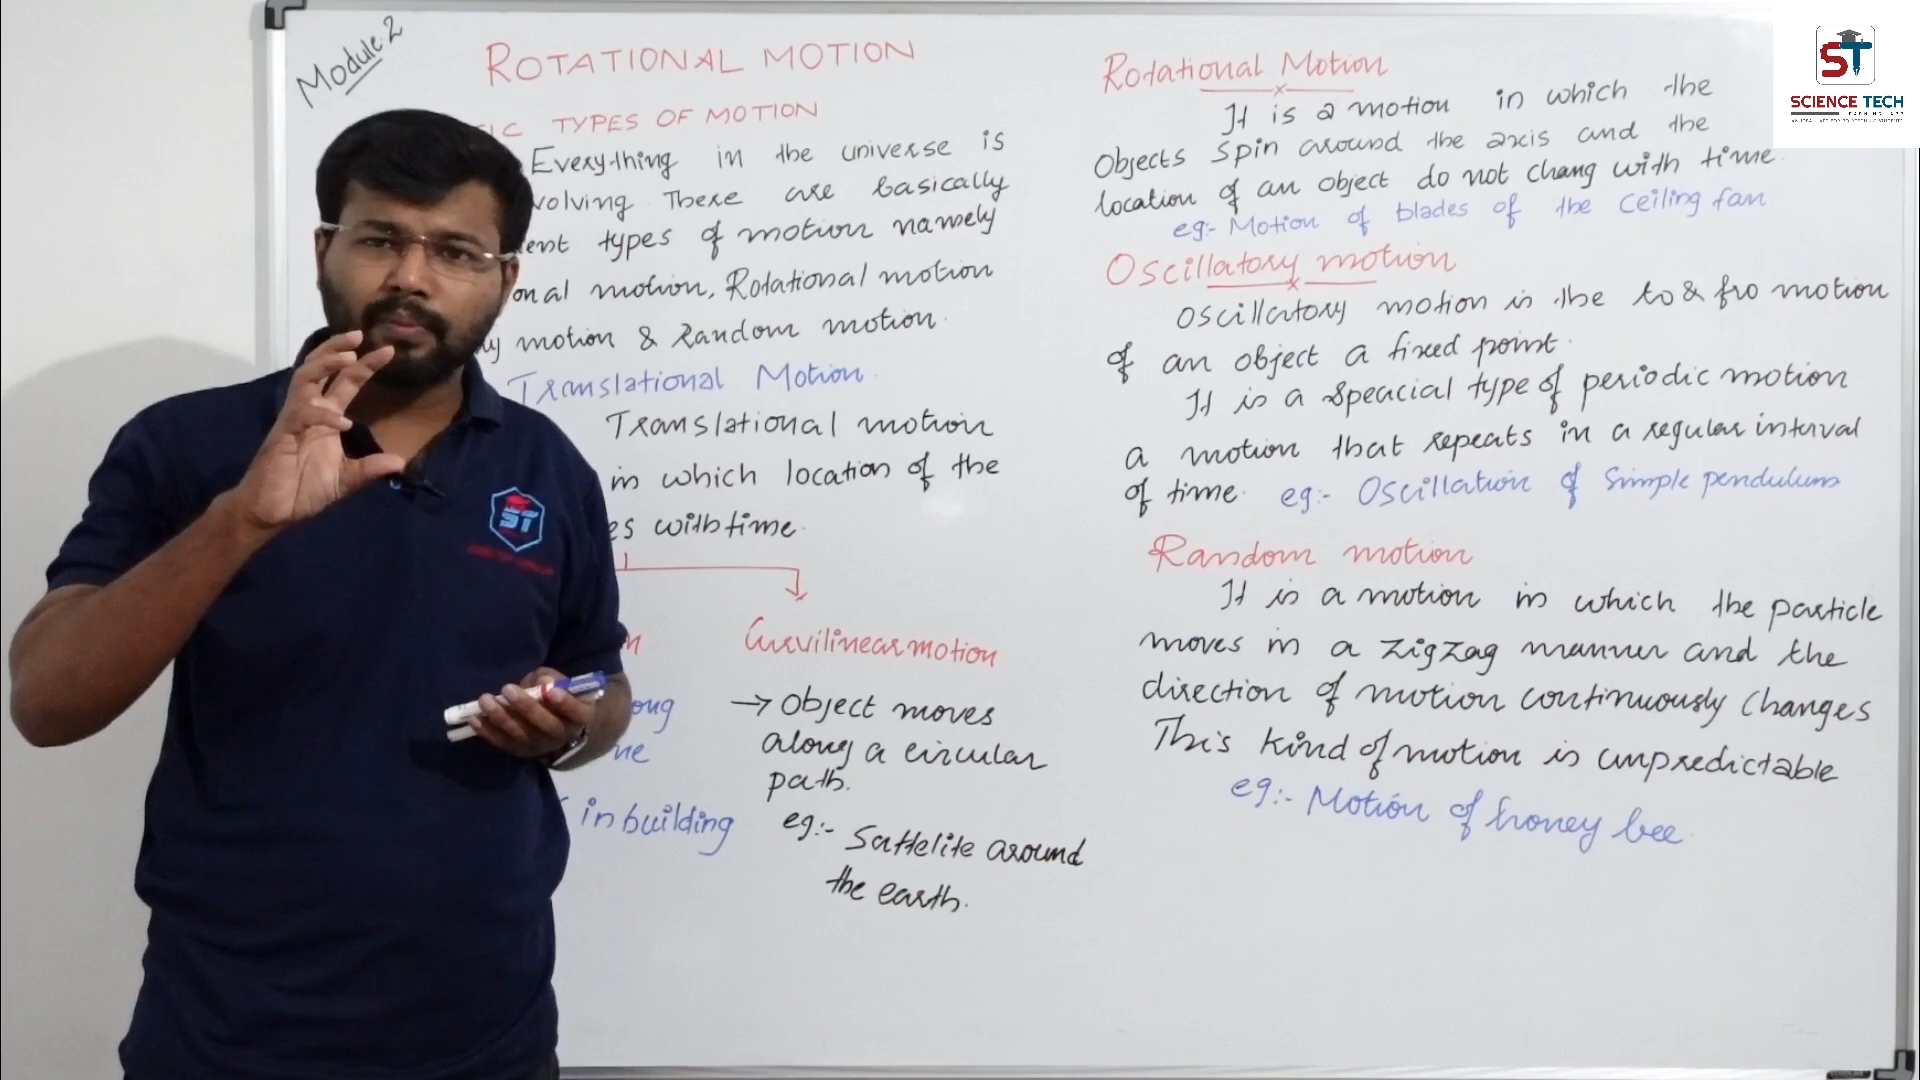 Module 2
ROTATIONAL MOTION
TYPES OF MOTION
Everything in the universe is
volving There are basically
ent types of motion namely
onal motion, Rotational motion
y motion & Random motion.
Translational Motion
Translational motion
in which location of the
es with time.
n
Curvilinear motion
ong
ne
in building
→ Object moves
along a circular
path.
eg:- Sattelite around
the earth.
Rotational Motion
It is a motion in which the
Objects spin around the axis and the
location of an object do not chang with time
eg:- Motion of blades of the ceiling fan
Oscillatory motion
Oscillatory motion is the to & fro motion
of an object a fixed point.
It is a speacial type of periodic motion
a motion that repeats in a regular interval
of time. eg:- Oscillation of Simple pendulum
Random motion
It is a motion in which the particle
moves in a zigzag manner and the
direction of motion continuously changes
This kind of motion is unpredictable
eg:- Motion of honey bee
ST
SCIENCE TECH
ST